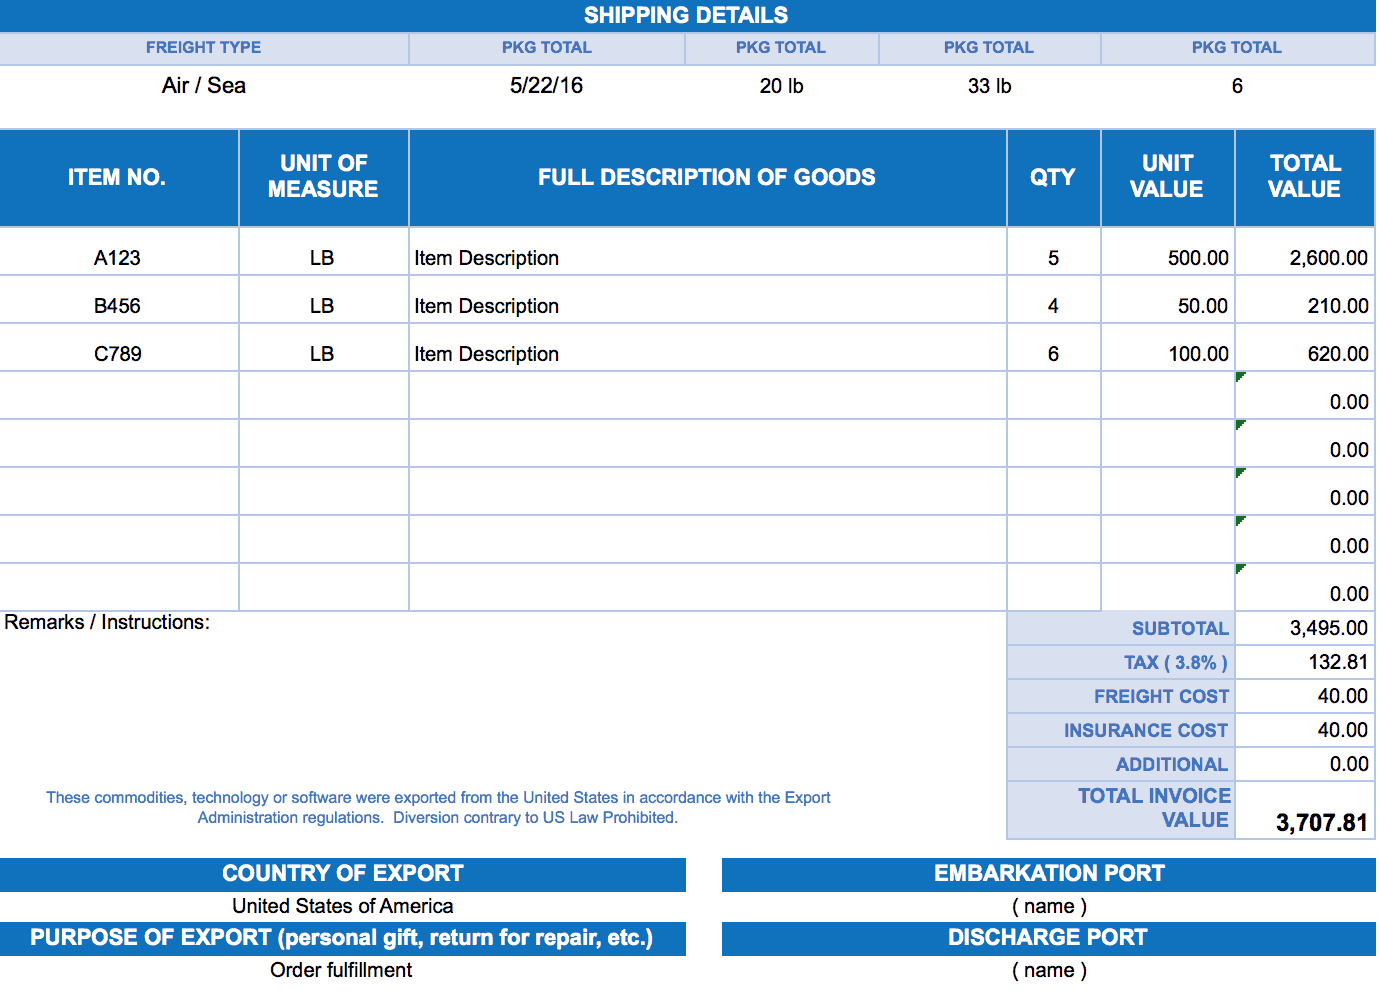 SHIPPING DETAILS
FREIGHT TYPE PKG TOTAL PKG TOTAL PKG TOTAL PKG TOTAL
Air / Sea 5/22/16 20 lb 33 lb 6
ITEM NO. UNIT OF MEASURE FULL DESCRIPTION OF GOODS QTY UNIT VALUE TOTAL VALUE
A123 LB Item Description 5 500.00 2,600.00
B456 LB Item Description 4 50.00 210.00
C789 LB Item Description 6 100.00 620.00
0.00
0.00
0.00
0.00
0.00
Remarks / Instructions:
SUBTOTAL 3,495.00
TAX ( 3.8% ) 132.81
FREIGHT COST 40.00
INSURANCE COST 40.00
ADDITIONAL 0.00
TOTAL INVOICE VALUE 3,707.81
These commodities, technology or software were exported from the United States in accordance with the Export
Administration regulations. Diversion contrary to US Law Prohibited.
COUNTRY OF EXPORT EMBARKATION PORT
United States of America ( name )
PURPOSE OF EXPORT (personal gift, return for repair, etc.) DISCHARGE PORT
Order fulfillment ( name )